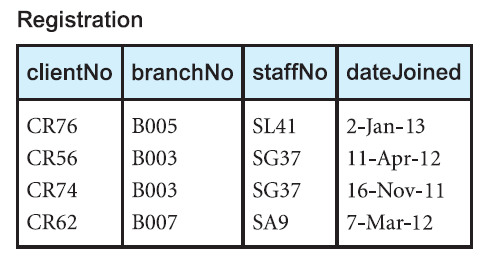 Registration
clientNo branchNo staffNo dateJoined
CR76 B005 SL41 2-Jan-13
CR56 B003 SG37 11-Apr-12
CR74 B003 SG37 16-Nov-11
CR62 B007 SA9 7-Mar-12